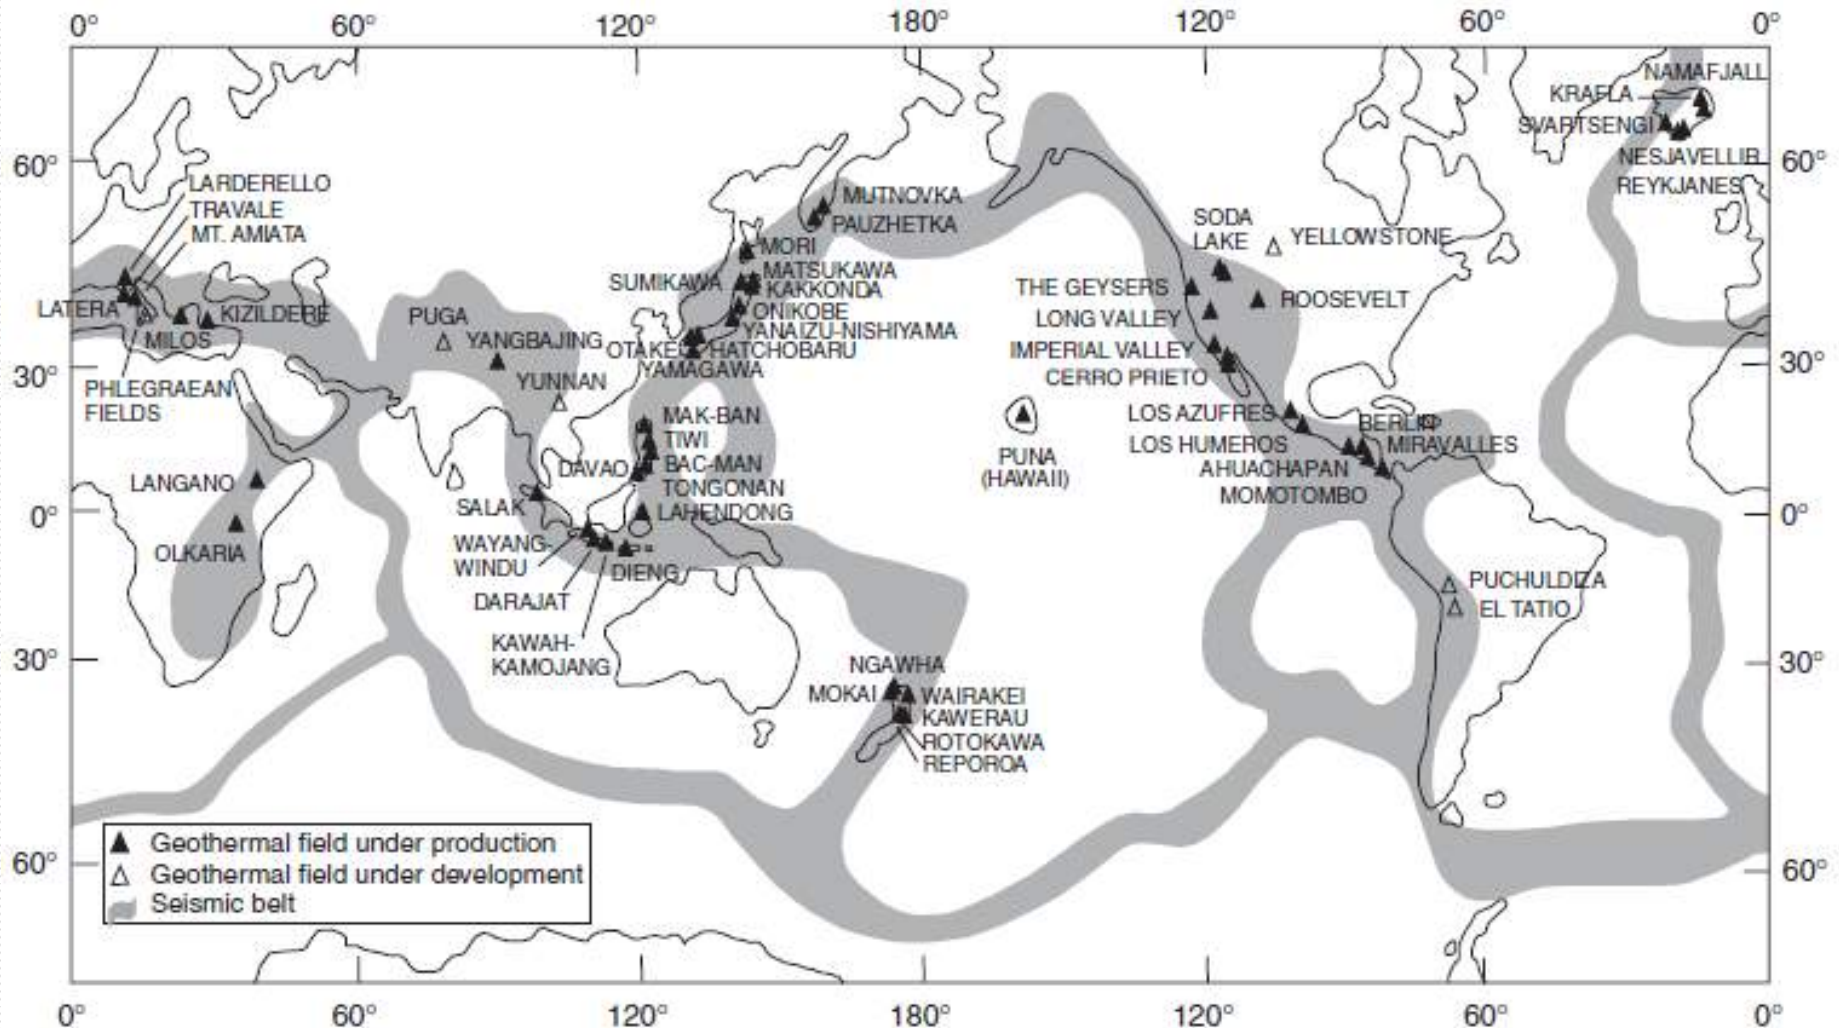 0° 60° 120° 180° 120° 60° 0°
NAMAFJALL
KRAFLA
SVARTSENGI
60° 60°
NESJAVELLIR
REYKJANES
LARDERELLO
TRAVALE
MT. AMIATA
MUTNOVKA
PAUZHETKA
SODA
LAKE
YELLOWSTONE
MORI
MATSUKAWA
SUMIKAWA
KAKKONDA
THE GEYSERS
ROOSEVELT
LATERA
KIZILDERE
PUGA
ONIKOBE
LONG VALLEY
MILOS
YANGBAJING
YANAIZU-NISHIYAMA
OTAKE
HATCHOBARU
IMPERIAL VALLEY
30° 30°
YAMAGAWA
CERRO PRIETO
PHLEGRAEAN
FIELDS
YUNNAN
MAK-BAN
LOS AZUFRES
BERLIN
TIWI
LOS HUMEROS
MIRAVALLES
PUNA
(HAWAII)
DAVAO
BAC-MAN
AHUACHAPAN
LANGANO
TONGONAN
MOMOTOMBO
SALAK
LAHENDONG
0° 0°
OLKARIA
WAYANG-
WINDU
DIENG
PUCHULDIZA
DARAJAT
EL TATIO
KAWAH-
KAMOJANG
30° 30°
NGAWHA
MOKAI
WAIRAKEI
KAWERAU
ROTOKAWA
REPOROA
Geothermal field under production
60° 60°
Geothermal field under development
Seismic belt
0° 60° 120° 180° 120° 60° 0°